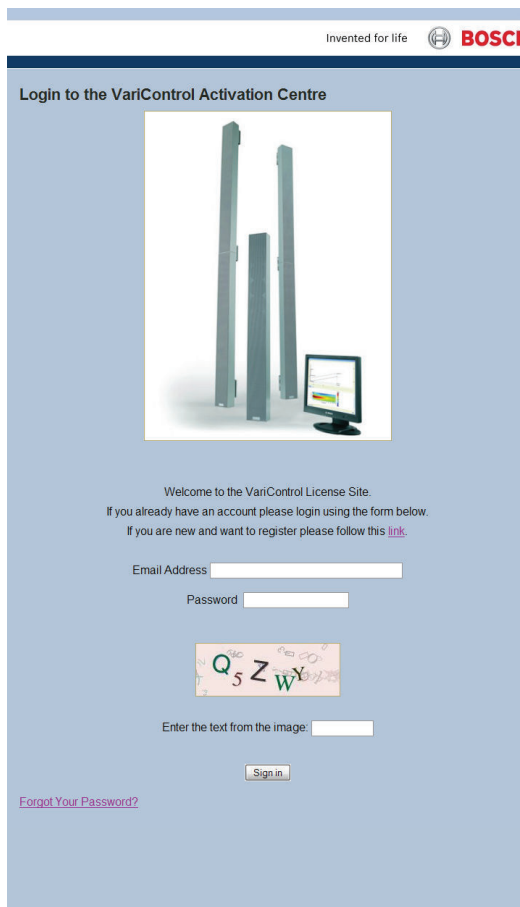 Invented for life BOSCH
Login to the VariControl Activation Centre
Welcome to the VariControl License Site.
If you already have an account please login using the form below.
If you are new and want to register please follow this link.
Email Address
Password
Q5ZWY
Enter the text from the image:
Sign in
Forgot Your Password?